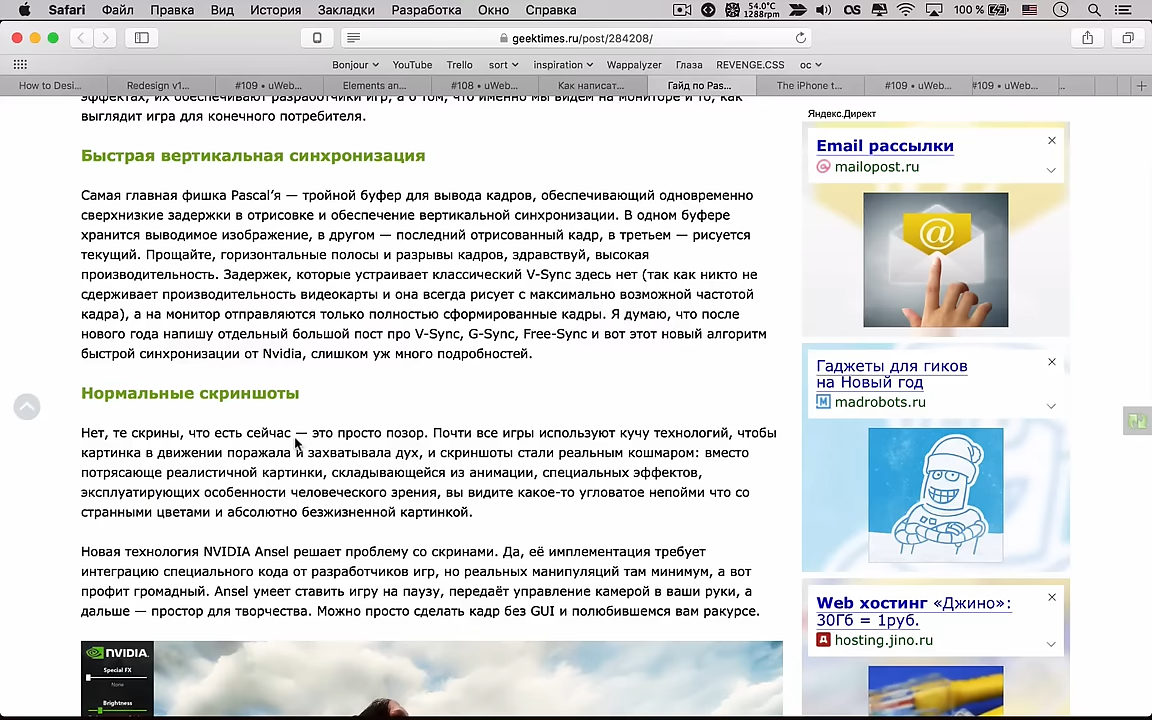 Safari Файл Правка Вид История Закладки Разработка Окно Справка
54.0°C
1288rpm
100 %
geektimes.ru/post/284208/
Bonjour YouTube Trello sort inspiration Wappalyzer Глаза REVENGE.CSS ос
How to Desi... Redesign v1... #109 • uWeb... Elements an... #108 • uWeb... Как написат... Гайд по Pas... The iPhone t... #109 • uWeb... #109 • uWeb...
эффектах, их обеспечивают разработчики игр, а о том, что именно мы видем на мониторе и то, как
выглядит игра для конечного потребителя.
Быстрая вертикальная синхронизация
Самая главная фишка Pascal’я — тройной буфер для вывода кадров, обеспечивающий одновременно
сверхнизкие задержки в отрисовке и обеспечение вертикальной синхронизации. В одном буфере
хранится выводимое изображение, в другом — последний отрисованный кадр, в третьем — рисуется
текущий. Прощайте, горизонтальные полосы и разрывы кадров, здравствуй, высокая
производительность. Задержек, которые устраивает классический V-Sync здесь нет (так как никто не
сдерживает производительность видеокарты и она всегда рисует с максимально возможной частотой
кадра), а на монитор отправляются только полностью сформированные кадры. Я думаю, что после
нового года напишу отдельный большой пост про V-Sync, G-Sync, Free-Sync и вот этот новый алгоритм
быстрой синхронизации от Nvidia, слишком уж много подробностей.
Нормальные скриншоты
Нет, те скрины, что есть сейчас — это просто позор. Почти все игры используют кучу технологий, чтобы
картинка в движении поражала и захватывала дух, и скриншоты стали реальным кошмаром: вместо
потрясающе реалистичной картинки, складывающейся из анимации, специальных эффектов,
эксплуатирующих особенности человеческого зрения, вы видите какое-то угловатое непойми что со
странными цветами и абсолютно безжизненной картинкой.
Новая технология NVIDIA Ansel решает проблему со скринами. Да, её имплементация требует
интеграцию специального кода от разработчиков игр, но реальных манипуляций там минимум, а вот
профит громадный. Ansel умеет ставить игру на паузу, передаёт управление камерой в ваши руки, а
дальше — простор для творчества. Можно просто сделать кадр без GUI и полюбившемся вам ракурсе.
NVIDIA.
Special FX
None
Brightness
Яндекс.Директ
Email рассылки
mailopost.ru
@
Гаджеты для гиков
на Новый год
madrobots.ru
Web хостинг «Джино»:
30Гб = 1руб.
hosting.jino.ru